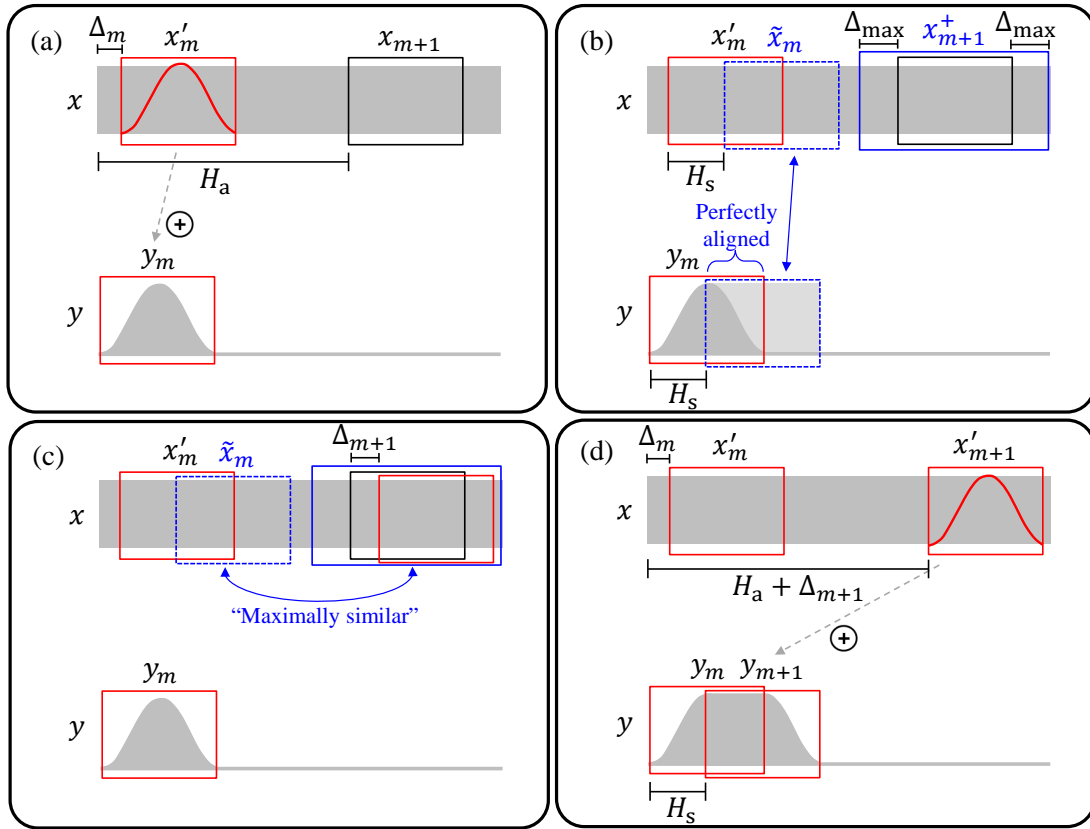 (a)
Δm x′m xm+1
x
Ha
+
ym
y
(b)
x′m x̃m Δmax x⁺m+1 Δmax
x
Hs
Perfectly
aligned
ym
y
Hs
(c)
x′m x̃m Δm+1
x
“Maximally similar”
ym
y
(d)
Δm x′m x′m+1
x
Ha + Δm+1
+
ym ym+1
y
Hs